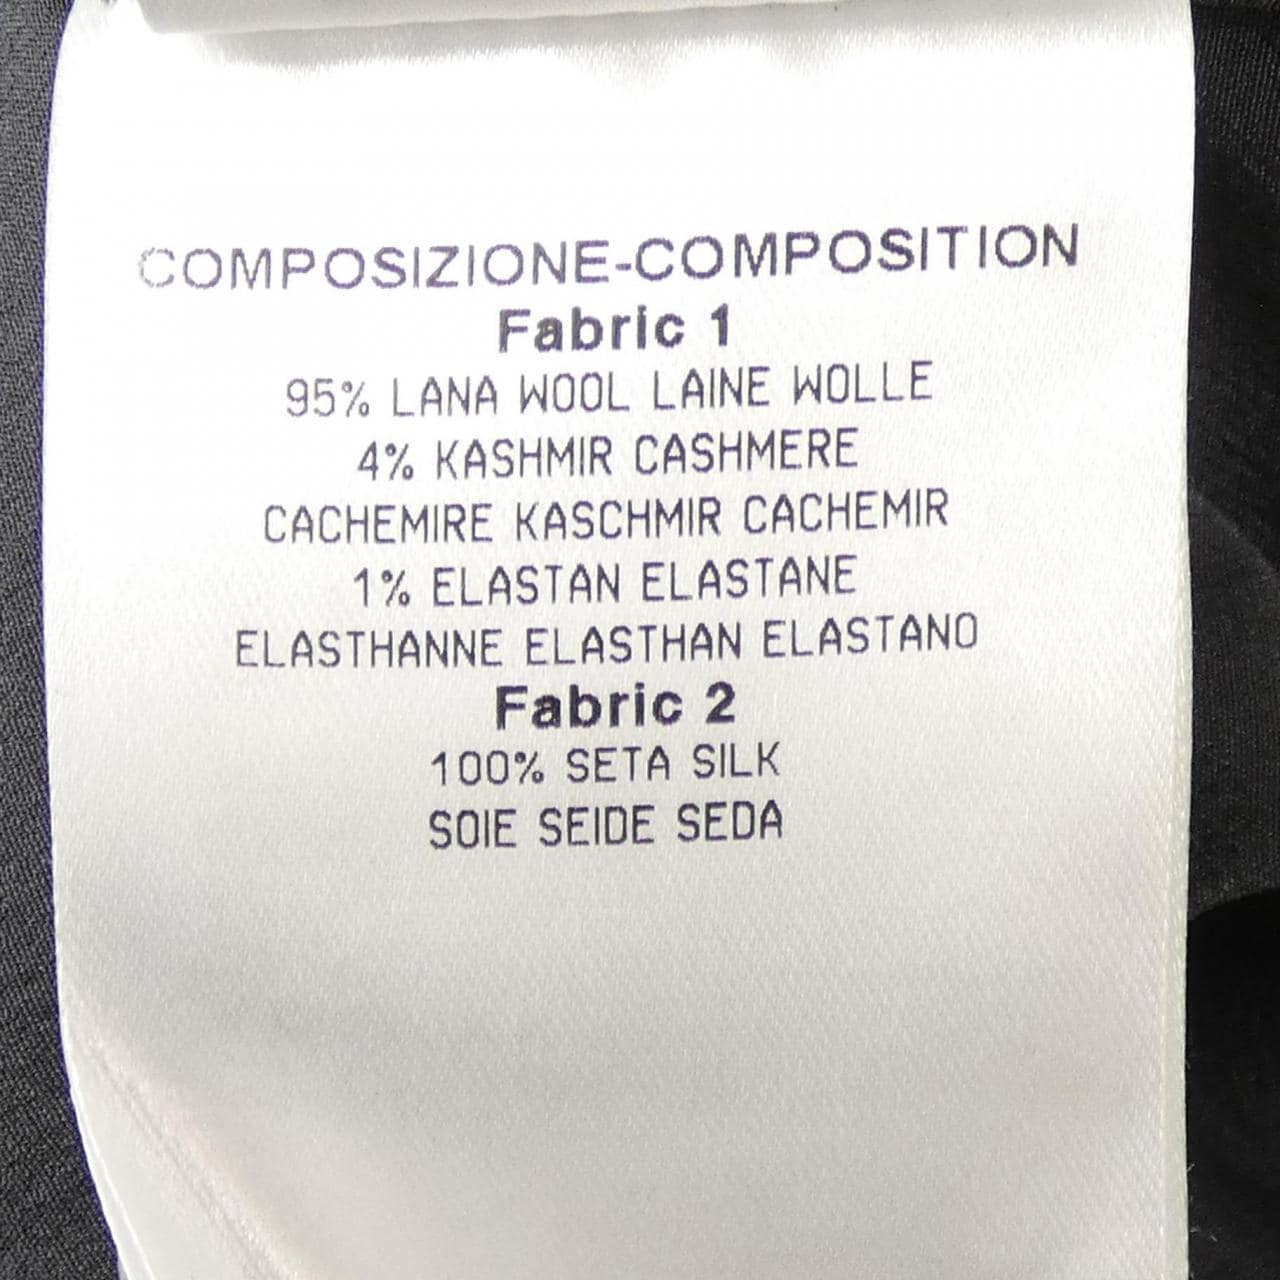 COMPOSIZIONE-COMPOSITION
Fabric 1
95% LANA WOOL LAINE WOLLE
4% KASHMIR CASHMERE
CACHEMIRE KASCHMIR CACHEMIR
1% ELASTAN ELASTANE
ELASTHANNE ELASTHAN ELASTANO
Fabric 2
100% SETA SILK
SOIE SEIDE SEDA